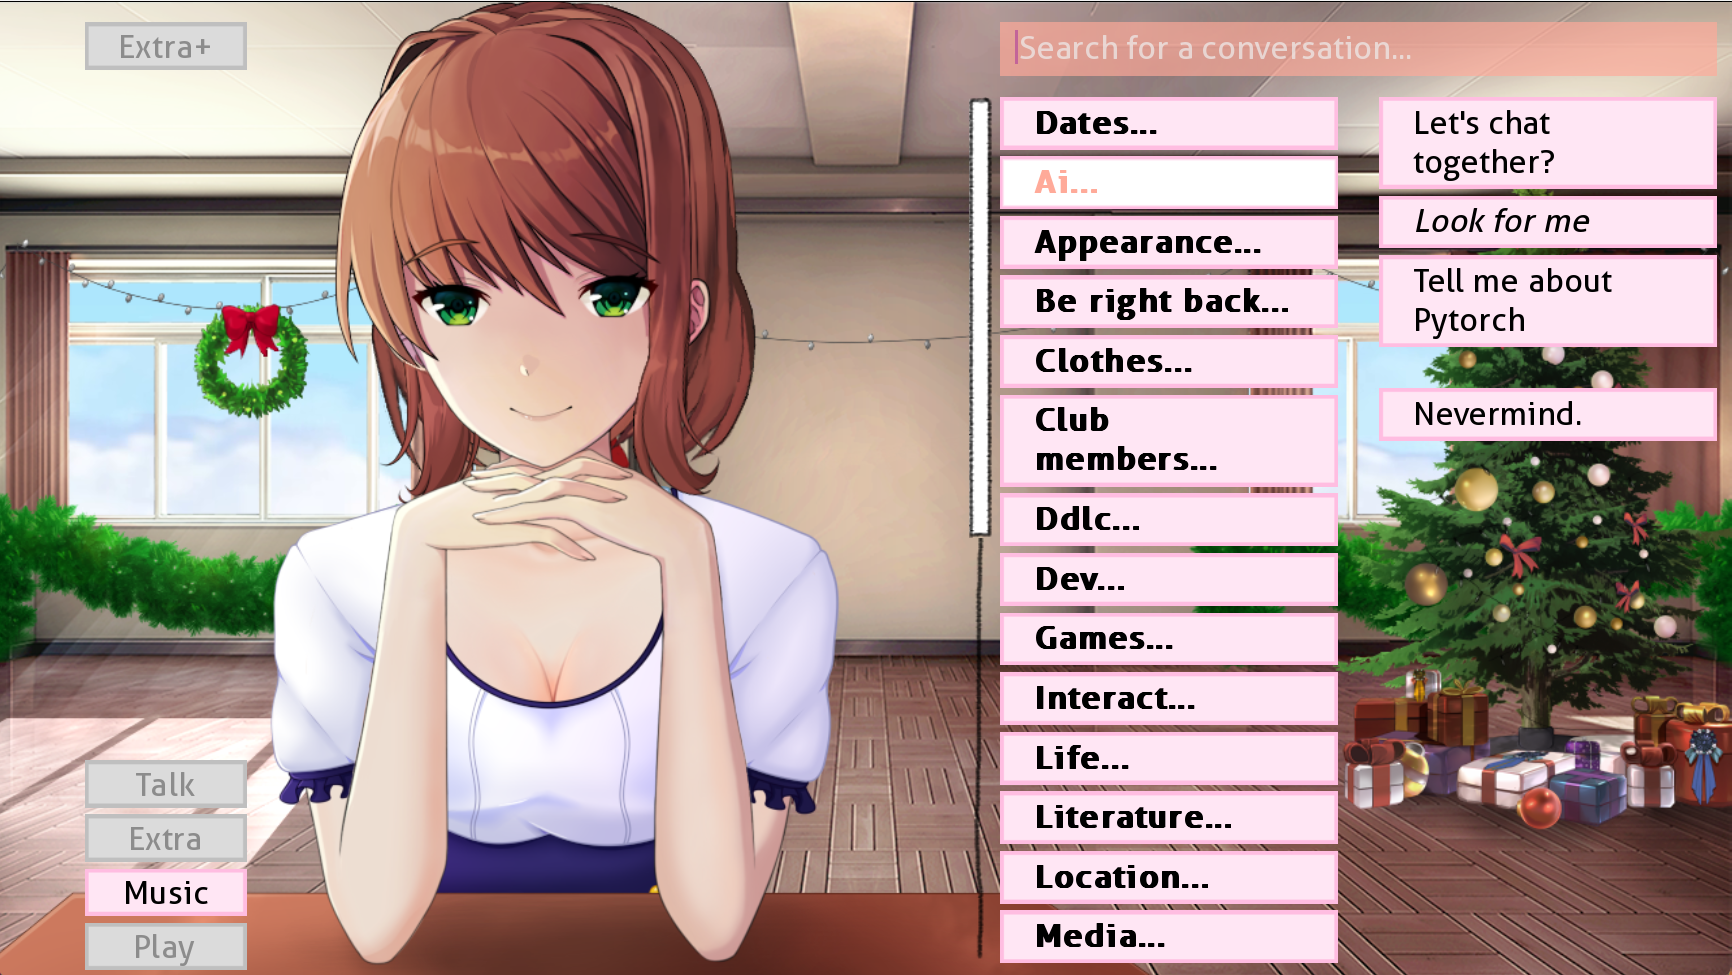 Extra+
Search for a conversation...
Dates...
Ai...
Appearance...
Be right back...
Clothes...
Club
members...
Ddlc...
Dev...
Games...
Interact...
Life...
Literature...
Location...
Media...
Let's chat
together?
Look for me
Tell me about
Pytorch
Nevermind.
Talk
Extra
Music
Play